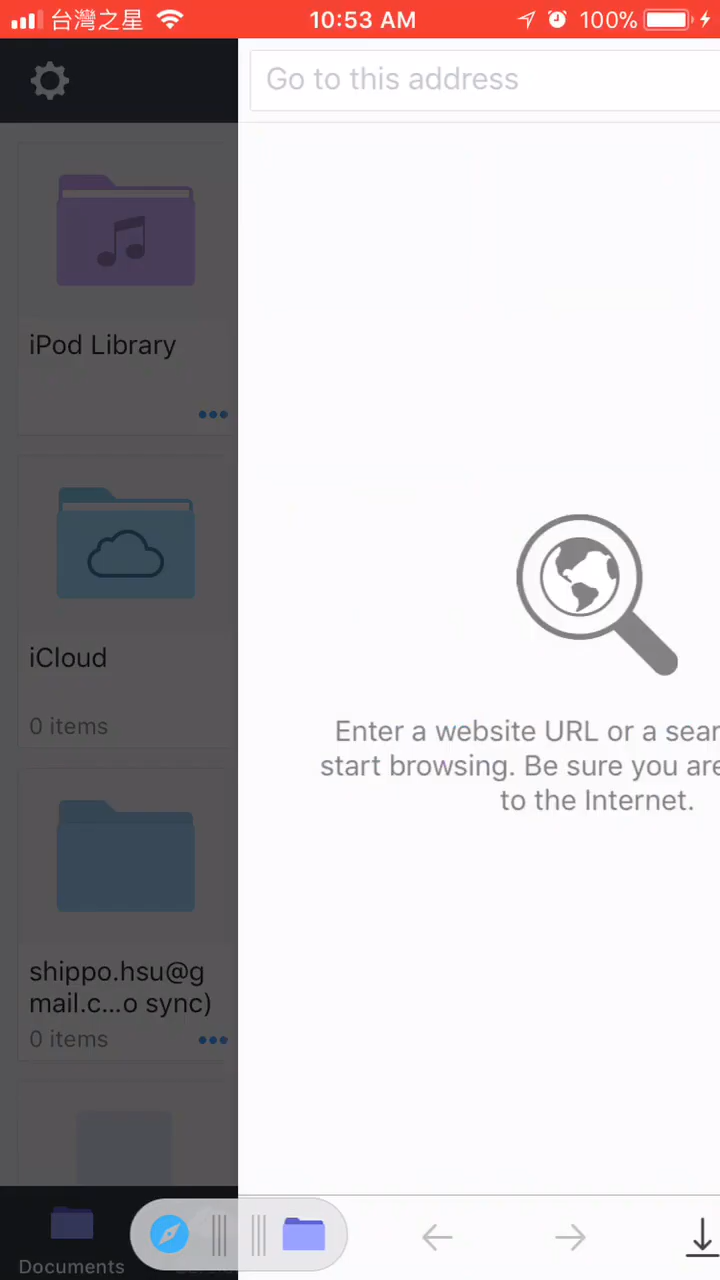 台灣之星
10:53 AM
100%
Go to this address
iPod Library
iCloud
0 items
shippo.hsu@g
mail.c...o sync)
0 items
Enter a website URL or a sear
start browsing. Be sure you are
to the Internet.
Documents